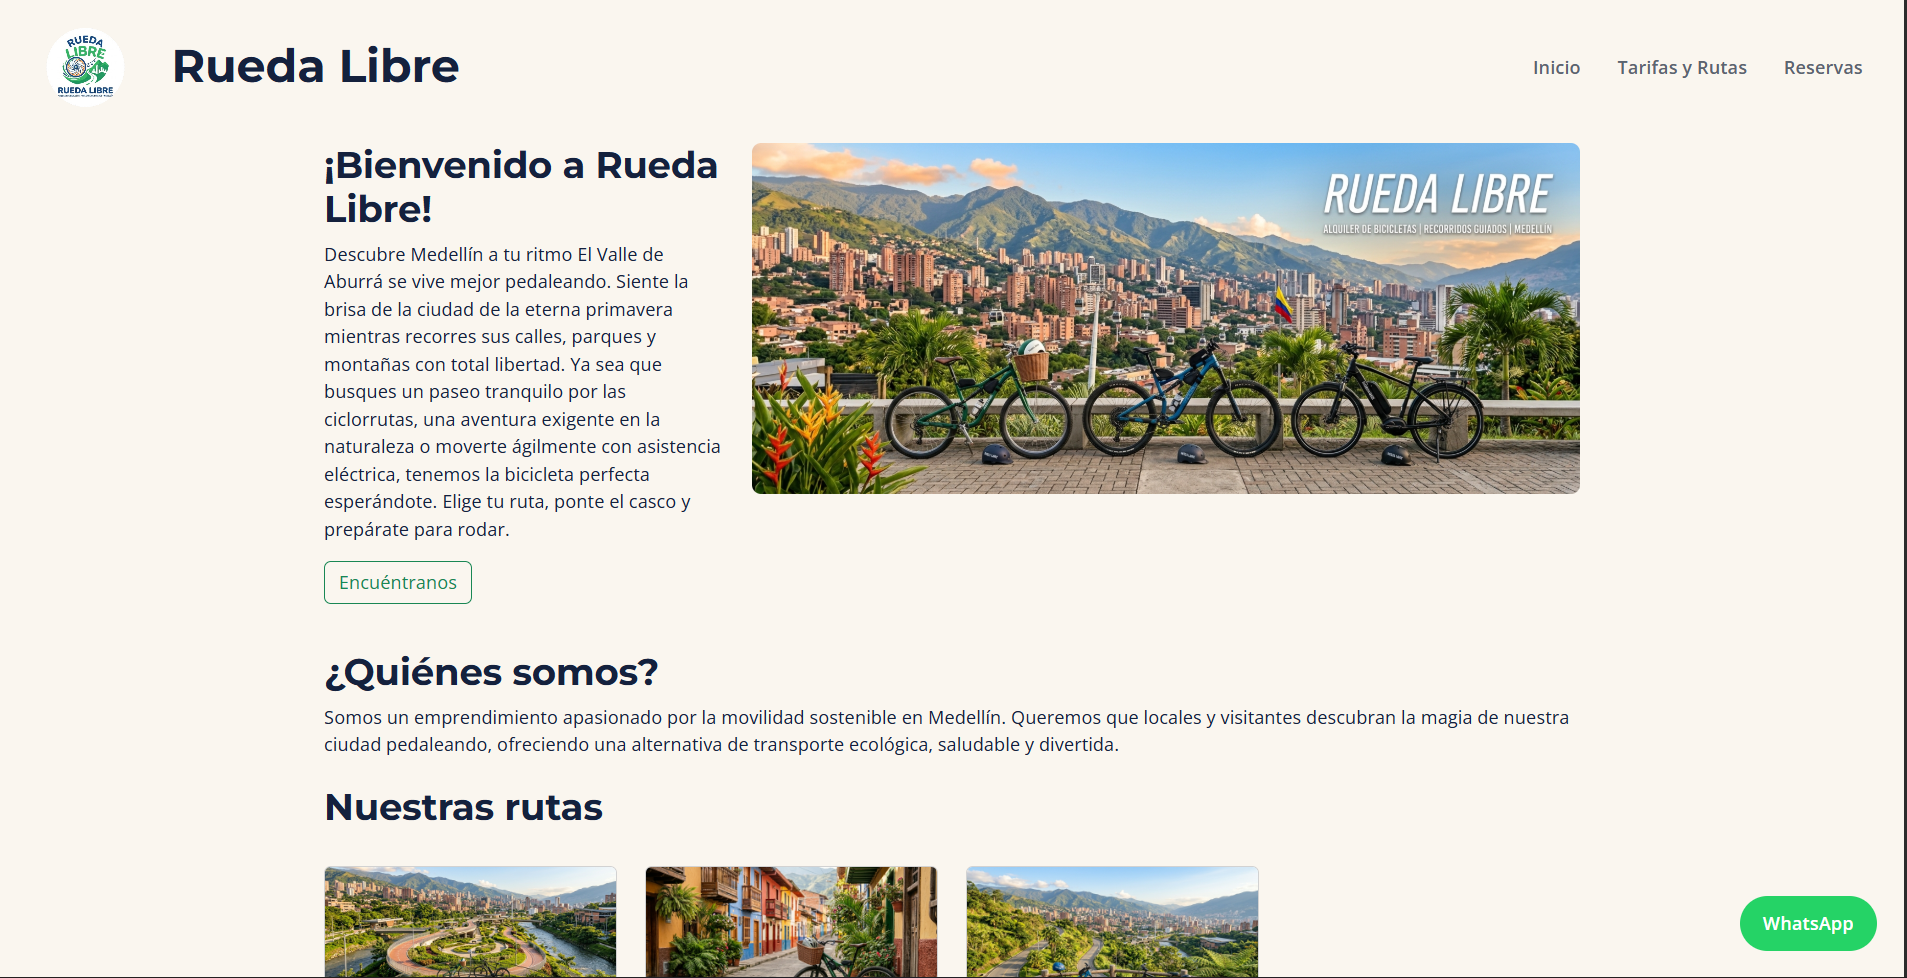 RUEDA
LIBRE
RUEDA LIBRE
Rueda Libre
Inicio
Tarifas y Rutas
Reservas
¡Bienvenido a Rueda
Libre!
Descubre Medellín a tu ritmo El Valle de
Aburrá se vive mejor pedaleando. Siente la
brisa de la ciudad de la eterna primavera
mientras recorres sus calles, parques y
montañas con total libertad. Ya sea que
busques un paseo tranquilo por las
ciclorrutas, una aventura exigente en la
naturaleza o moverte ágilmente con asistencia
eléctrica, tenemos la bicicleta perfecta
esperándote. Elige tu ruta, ponte el casco y
prepárate para rodar.
Encuéntranos
RUEDA LIBRE
ALQUILER DE BICICLETAS | RECORRIDOS GUIADOS | MEDELLIN
¿Quiénes somos?
Somos un emprendimiento apasionado por la movilidad sostenible en Medellín. Queremos que locales y visitantes descubran la magia de nuestra
ciudad pedaleando, ofreciendo una alternativa de transporte ecológica, saludable y divertida.
Nuestras rutas
WhatsApp